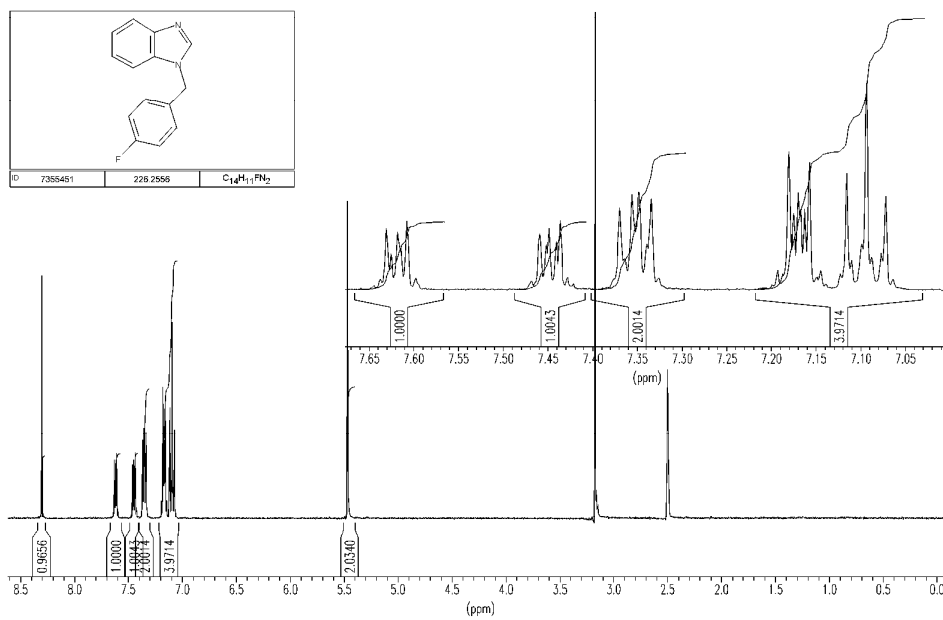 N
N
F
ID 7355451 226.2556 C14H11FN2
1.0000 1.0043 2.0014 3.9714
7.65 7.60 7.55 7.50 7.45 7.40 7.35 7.30 7.25 7.20 7.15 7.10 7.05
(ppm)
0.9656 1.0000 1.0043 2.0014 3.9714 2.0340
8.5 8.0 7.5 7.0 6.5 6.0 5.5 5.0 4.5 4.0 3.5 3.0 2.5 2.0 1.5 1.0 0.5 0.0
(ppm)